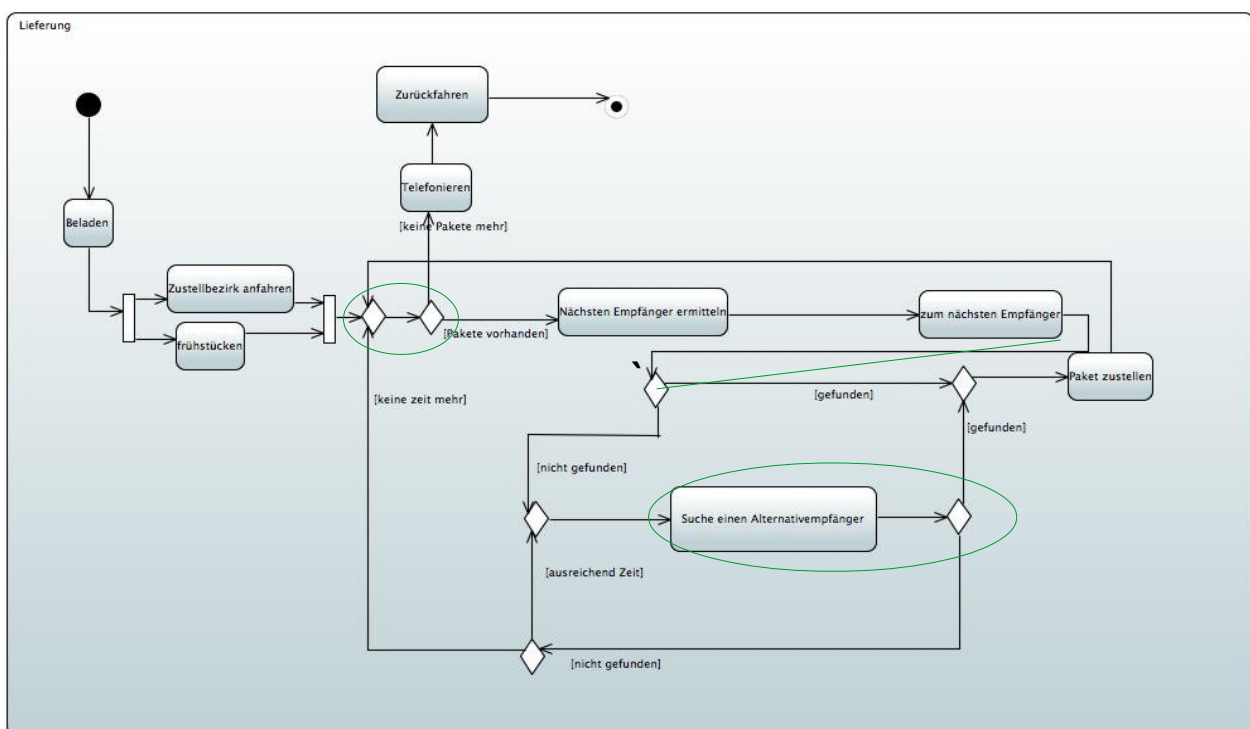 Lieferung
Zurückfahren
Telefonieren
[keine Pakete mehr]
Beladen
Zustellbezirk anfahren
frühstücken
Nächsten Empfänger ermitteln
zum nächsten Empfänger
[Pakete vorhanden]
Paket zustellen
[keine zeit mehr]
[gefunden]
[gefunden]
[nicht gefunden]
Suche einen Alternativempfänger
[ausreichend Zeit]
[nicht gefunden]